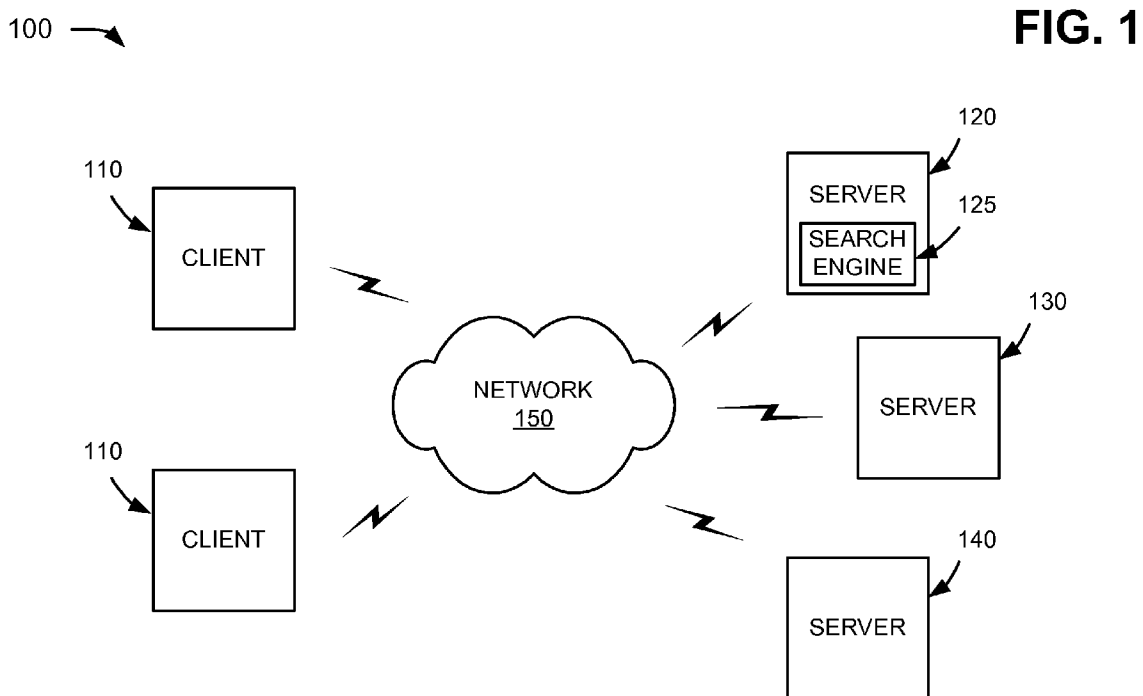 100
FIG. 1
120
110
SERVER
125
SEARCH
ENGINE
CLIENT
130
NETWORK
150
SERVER
110
CLIENT
140
SERVER